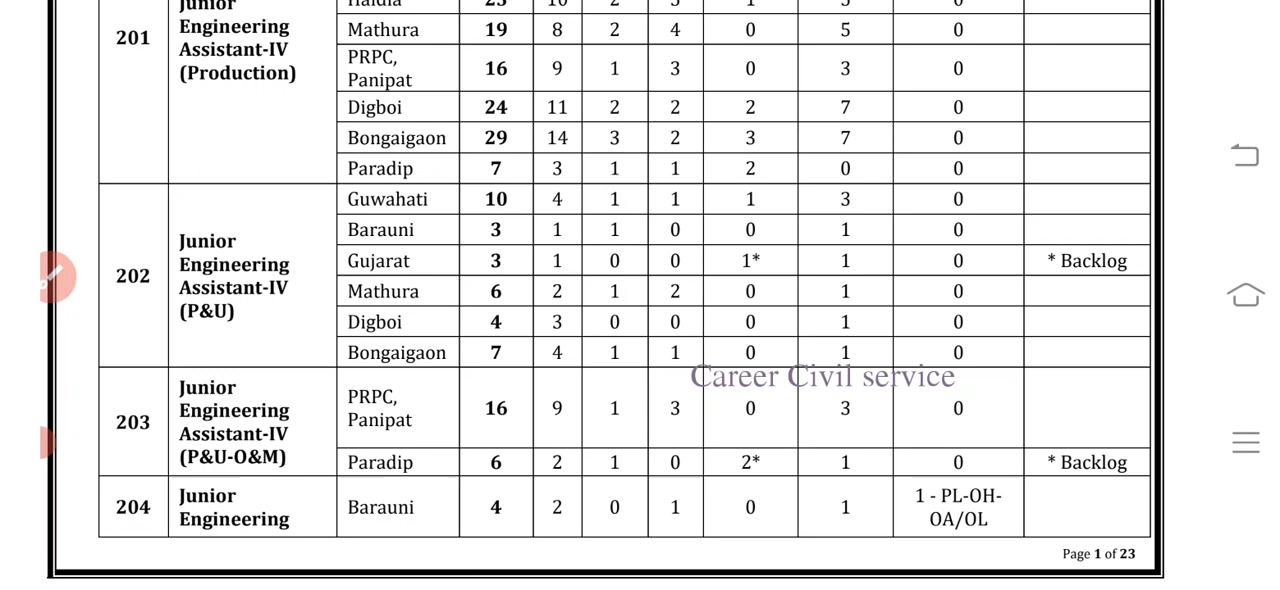 Junior
Haldia 23 10 2 3 1 5 0
201 Engineering Assistant-IV (Production)
Mathura 19 8 2 4 0 5 0
PRPC, Panipat 16 9 1 3 0 3 0
Digboi 24 11 2 2 2 7 0
Bongaigaon 29 14 3 2 3 7 0
Paradip 7 3 1 1 2 0 0
202 Junior Engineering Assistant-IV (P&U)
Guwahati 10 4 1 1 1 3 0
Barauni 3 1 1 0 0 1 0
Gujarat 3 1 0 0 1* 1 0 * Backlog
Mathura 6 2 1 2 0 1 0
Digboi 4 3 0 0 0 1 0
Bongaigaon 7 4 1 1 0 1 0
Career Civil service
203 Junior Engineering Assistant-IV (P&U-O&M)
PRPC, Panipat 16 9 1 3 0 3 0
Paradip 6 2 1 0 2* 1 0 * Backlog
204 Junior Engineering
Barauni 4 2 0 1 0 1 1 - PL-OH-OA/OL
Page 1 of 23